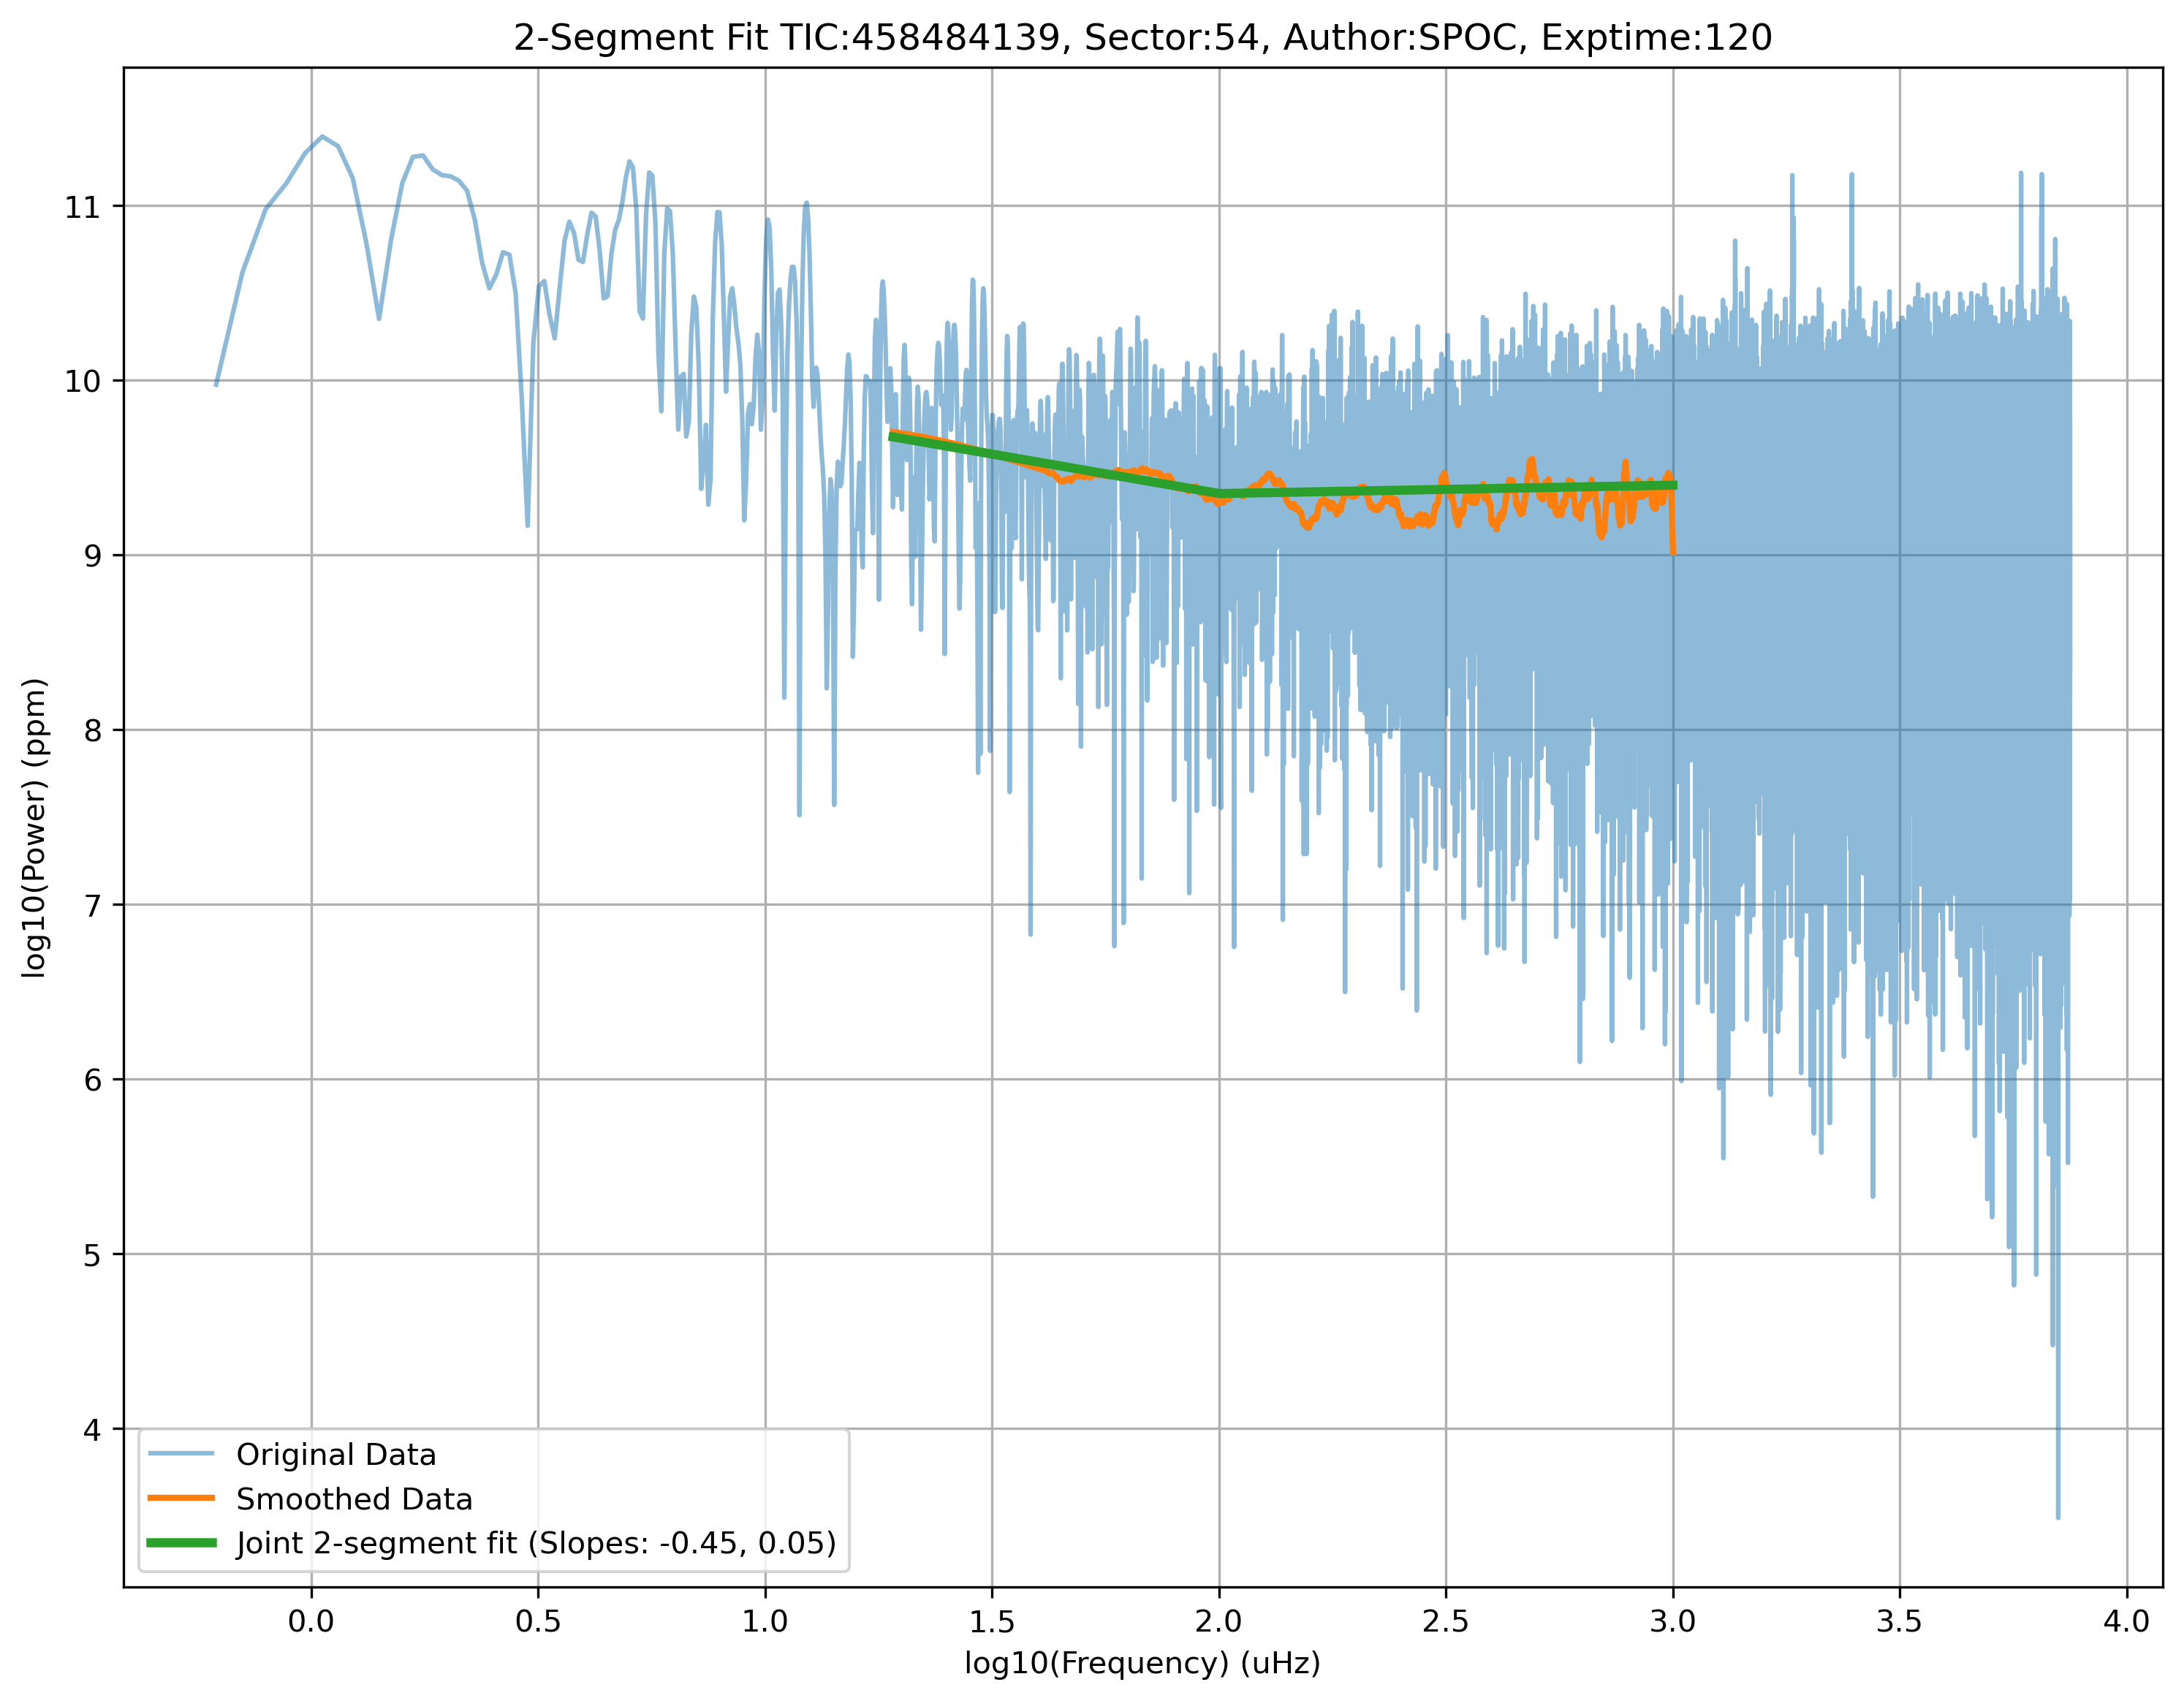 2-Segment Fit TIC:458484139, Sector:54, Author:SPOC, Exptime:120
log10(Power) (ppm)
11
10
9
8
7
6
5
4
Original Data
Smoothed Data
Joint 2-segment fit (Slopes: -0.45, 0.05)
0.0 0.5 1.0 1.5 2.0 2.5 3.0 3.5 4.0
log10(Frequency) (uHz)